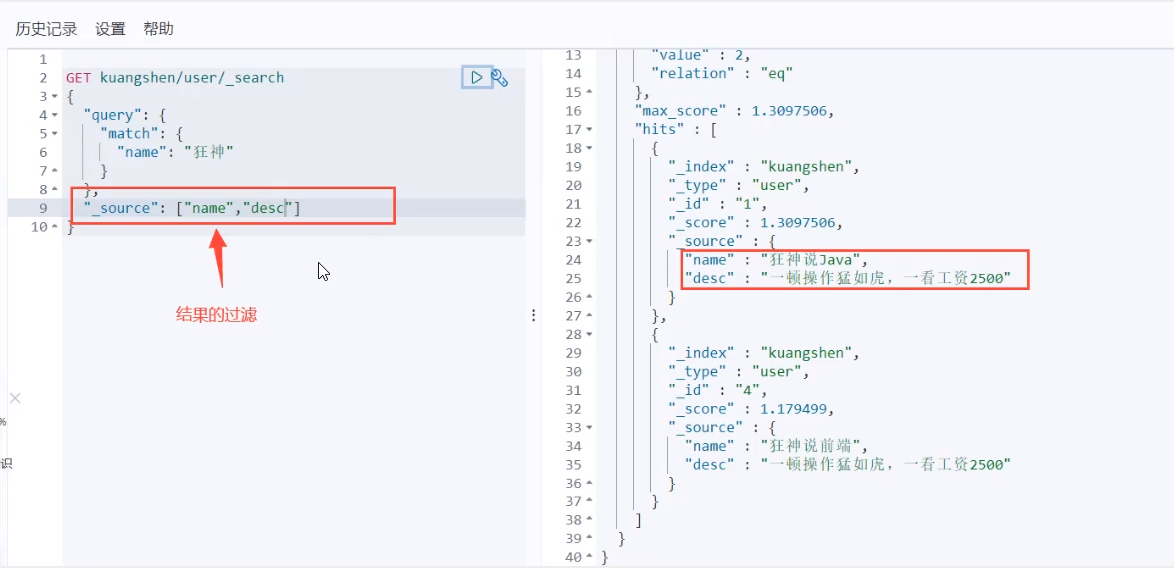 历史记录 设置 帮助
1
2 GET kuangshen/user/_search
3 {
4 "query": {
5 "match": {
6 "name": "狂神"
7 }
8 },
9 "_source": ["name","desc"]
10 }
结果的过滤
%
识
13 "value" : 2,
14 "relation" : "eq"
15 },
16 "max_score" : 1.3097506,
17 "hits" : [
18 {
19 "_index" : "kuangshen",
20 "_type" : "user",
21 "_id" : "1",
22 "_score" : 1.3097506,
23 "_source" : {
24 "name" : "狂神说Java",
25 "desc" : "一顿操作猛如虎，一看工资2500"
26 }
27 },
28 {
29 "_index" : "kuangshen",
30 "_type" : "user",
31 "_id" : "4",
32 "_score" : 1.179499,
33 "_source" : {
34 "name" : "狂神说前端",
35 "desc" : "一顿操作猛如虎，一看工资2500"
36 }
37 }
38 ]
39 }
40 }